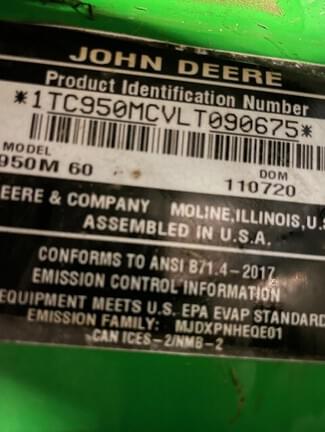 JOHN DEERE
Product Identification Number
*1TC950MCVLT090675*
MODEL DOM
950M 60 110720
EERE & COMPANY MOLINE, ILLINOIS, U.S
ASSEMBLED IN U.S.A.
CONFORMS TO ANSI B71.4-2017
EMISSION CONTROL INFORMATION
EQUIPMENT MEETS U.S. EPA EVAP STANDARD
EMISSION FAMILY: MJDXPNHEQE01
CAN ICES-2/NMB-2